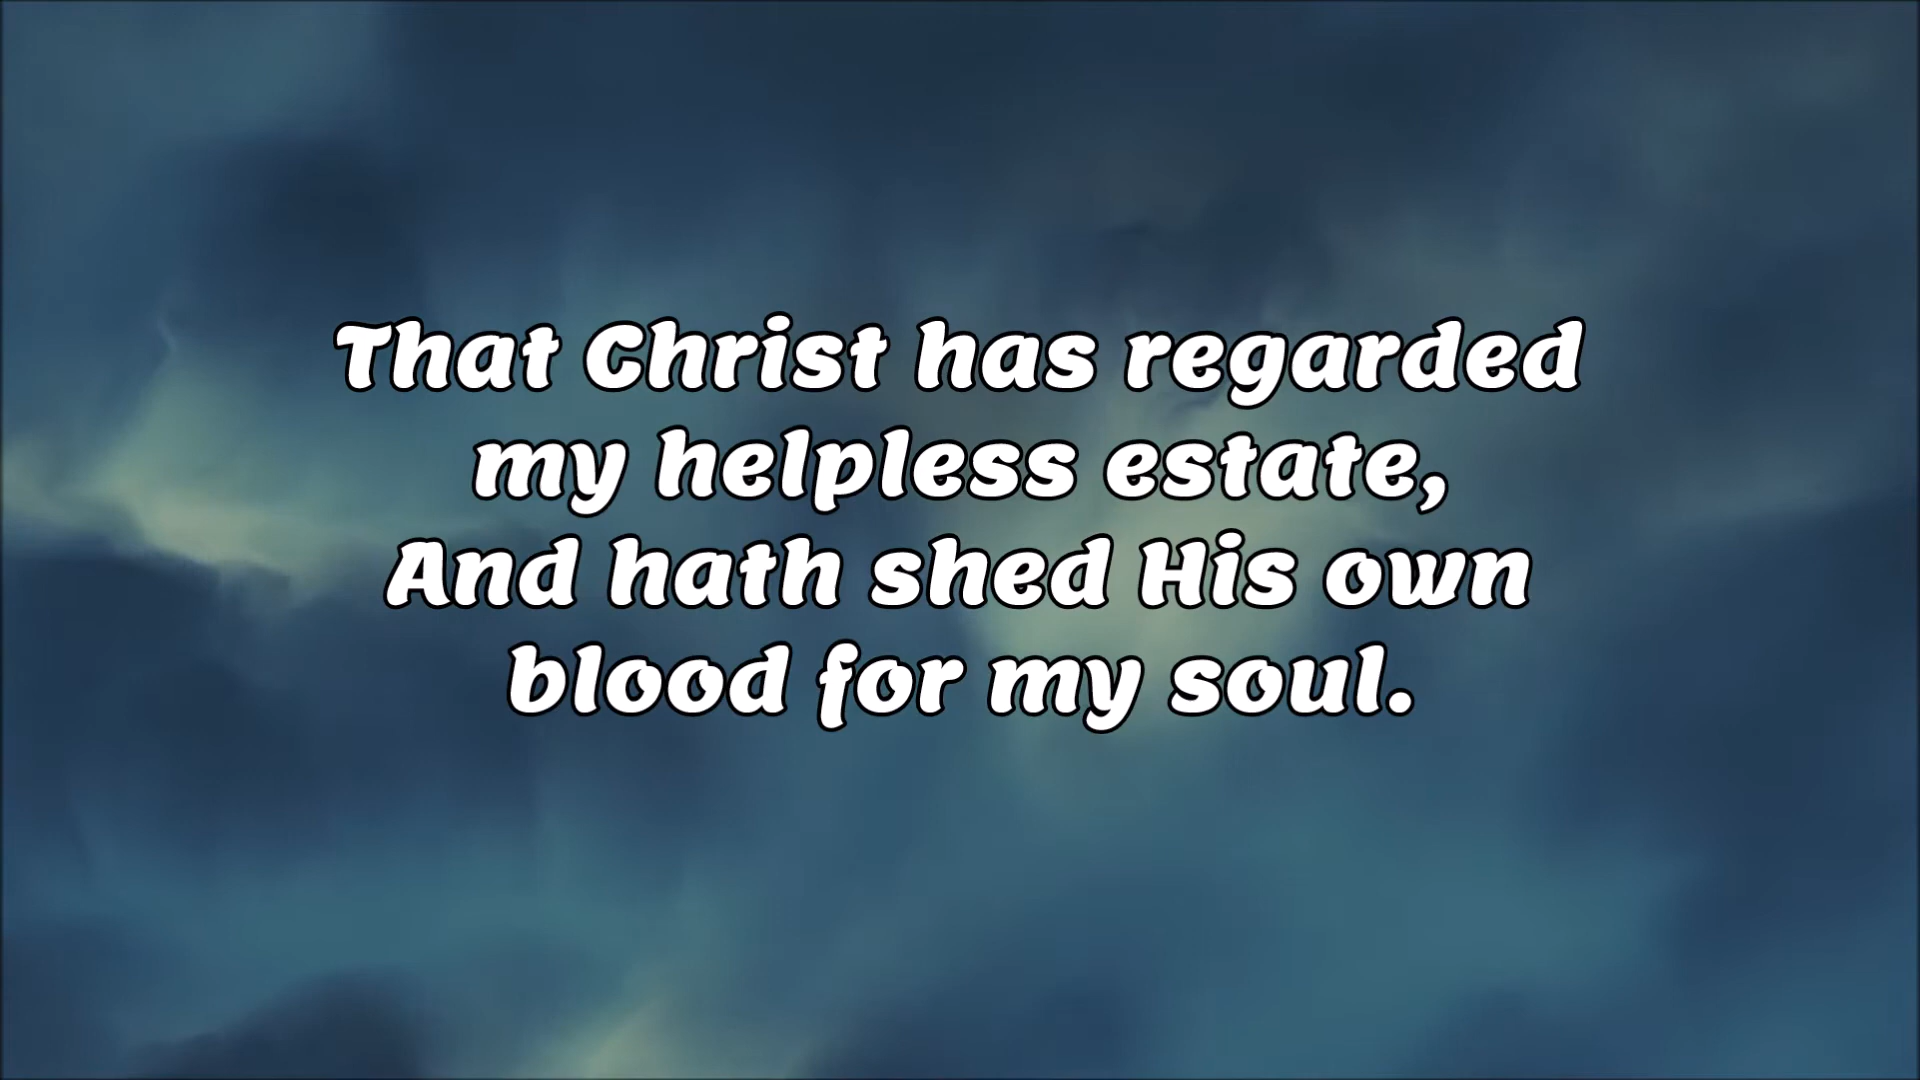 That Christ has regarded
my helpless estate,
And hath shed His own
blood for my soul.